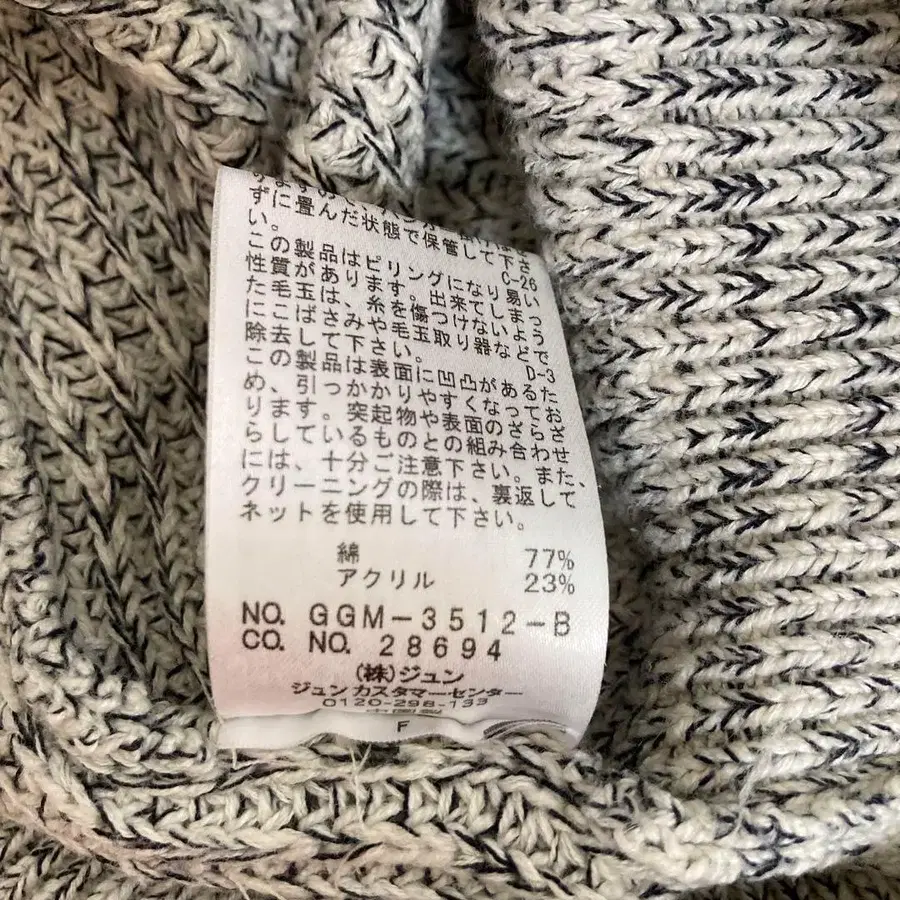 ずに畳んだ状態で保管して下さ
い。
C-26
この製品はピリングになり易い
性質があります。出来てしまっ
た毛玉は、糸を傷つけないよう
にこばさみや毛玉取り器などで
除去して下さい。
D-3
この製品は表面に凹凸があるた
め、引っかかりやすくなってお
ります。突起物や表面のざらざ
らしているものとの組み合わせ
には、十分ご注意下さい。また、
クリーニングの際は、裏返して
ネットを使用して下さい。
綿 77%
アクリル 23%
NO. GGM-3512-B
CO. NO. 28694
(株)ジュン
ジュン カスタマーセンター
0120-298-133
中国製
F